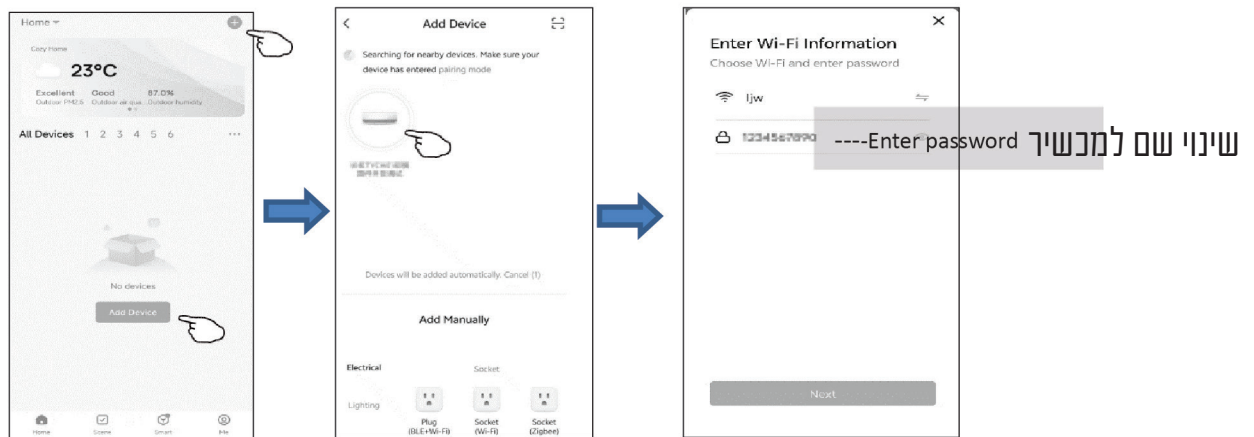 Home
Cozy Home
23°C
Excellent Good 87.0%
Outdoor PM2.5 Outdoor air qua... Outdoor humidity
All Devices 1 2 3 4 5 6 ...
No devices
Add Device
Home Scene Smart Me
Add Device
Searching for nearby devices. Make sure your
device has entered pairing mode
Devices will be added automatically. Cancel (1)
Add Manually
Electrical Socket
Lighting
Plug
(BLE+Wi-Fi)
Socket
(Wi-Fi)
Socket
(Zigbee)
Enter Wi-Fi Information
Choose Wi-Fi and enter password
ljw
1234567890
----Enter password שינוי שם למכשיר
Next